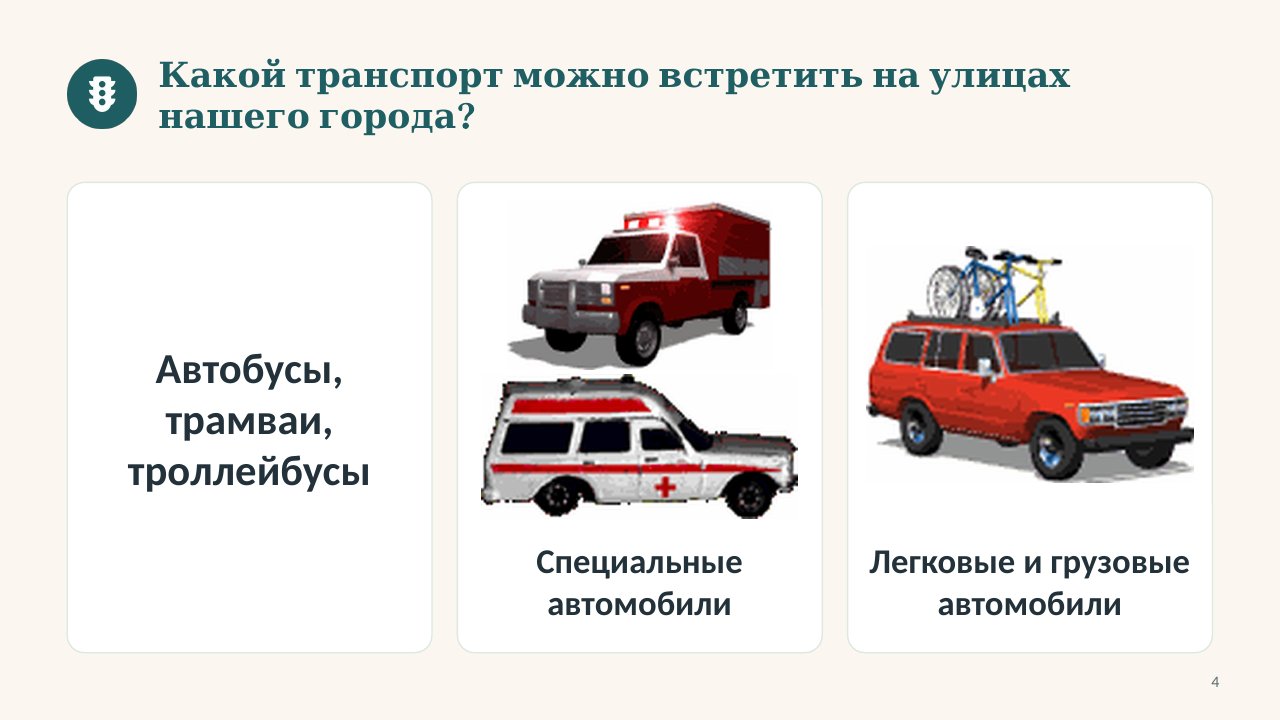 Какой транспорт можно встретить на улицах
нашего города?
Автобусы,
трамваи,
троллейбусы
Специальные
автомобили
Легковые и грузовые
автомобили
4